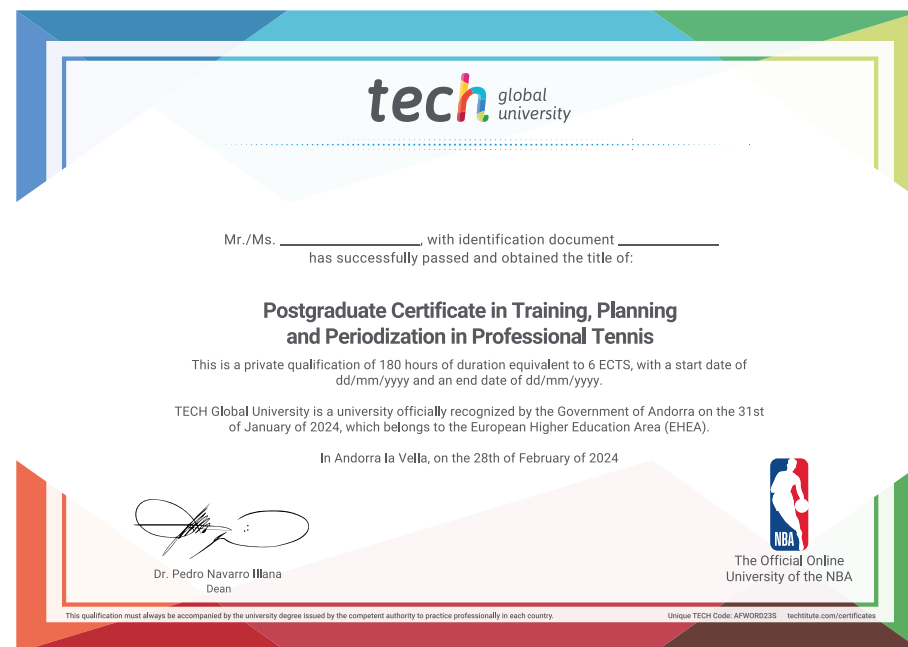 tech global university
Mr./Ms. ____________, with identification document ____________
has successfully passed and obtained the title of:
Postgraduate Certificate in Training, Planning
and Periodization in Professional Tennis
This is a private qualification of 180 hours of duration equivalent to 6 ECTS, with a start date of
dd/mm/yyyy and an end date of dd/mm/yyyy.
TECH Global University is a university officially recognized by the Government of Andorra on the 31st
of January of 2024, which belongs to the European Higher Education Area (EHEA).
In Andorra la Vella, on the 28th of February of 2024
NBA
Dr. Pedro Navarro Illana
Dean
The Official Online
University of the NBA
This qualification must always be accompanied by the university degree issued by the competent authority to practice professionally in each country.
Unique TECH Code: AFWORD23S techtitute.com/certificates